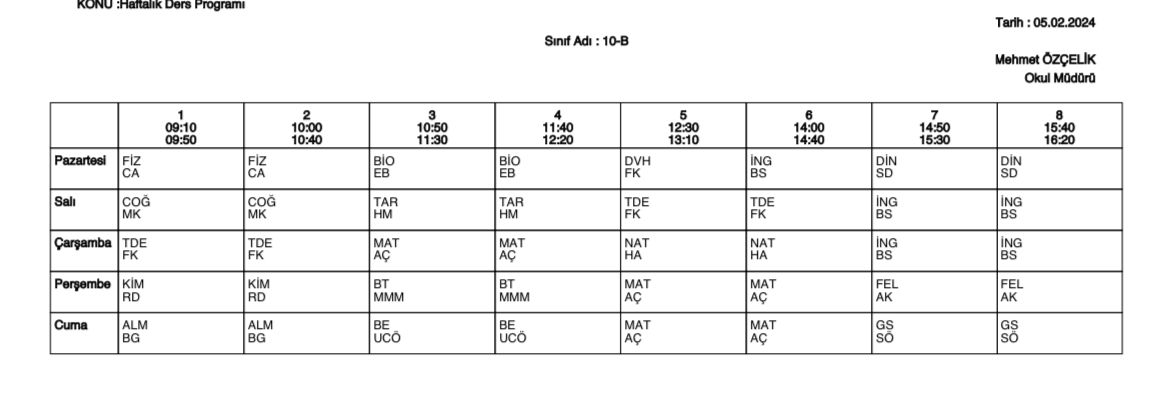 KONU :Haftalık Ders Programı
Tarih : 05.02.2024
Sınıf Adı : 10-B
Mehmet ÖZÇELİK
Okul Müdürü
1 2 3 4 5 6 7 8
09:10 10:00 10:50 11:40 12:30 14:00 14:50 15:40
09:50 10:40 11:30 12:20 13:10 14:40 15:30 16:20
Pazartesi FİZ FİZ BİO BİO DVH İNG DİN DİN
CA CA EB EB FK BS SD SD
Salı COĞ COĞ TAR TAR TDE TDE İNG İNG
MK MK HM HM FK FK BS BS
Çarşamba TDE TDE MAT MAT NAT NAT İNG İNG
FK FK AÇ AÇ HA HA BS BS
Perşembe KİM KİM BT BT MAT MAT FEL FEL
RD RD MMM MMM AÇ AÇ AK AK
Cuma ALM ALM BE BE MAT MAT GS GS
BG BG UCÖ UCÖ AÇ AÇ SÖ SÖ